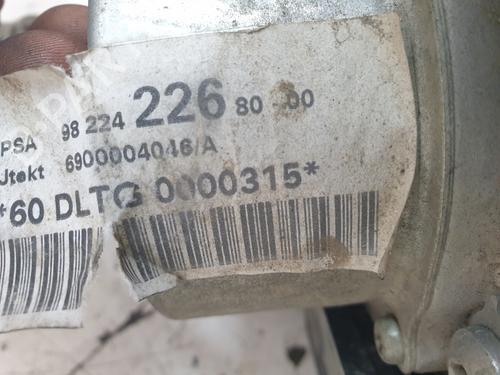 PSA 98 224 226 80-00
Jtekt 6900004046/A
*60 DLTG 0000315*